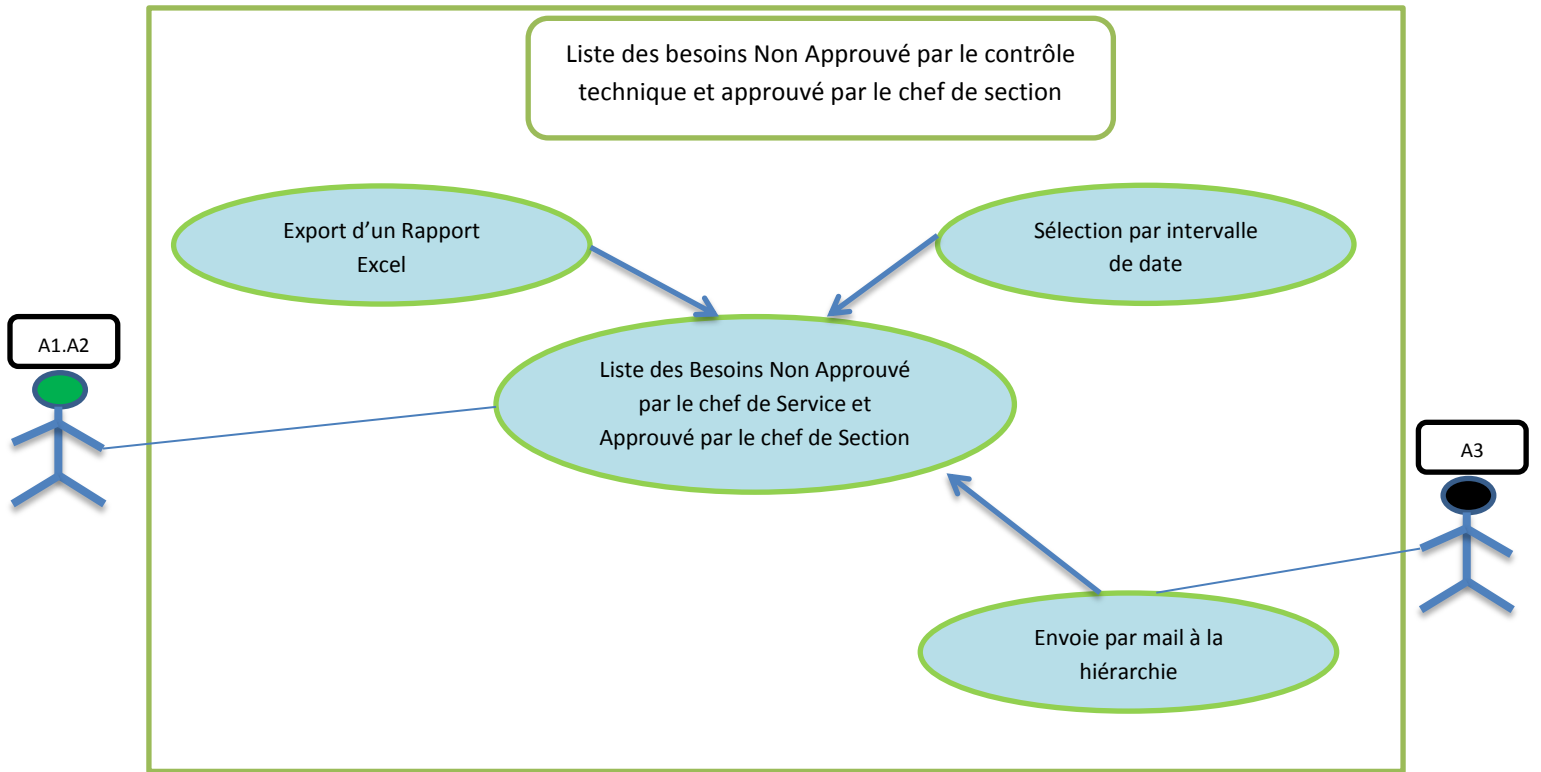 Liste des besoins Non Approuvé par le contrôle
technique et approuvé par le chef de section
Export d’un Rapport
Excel
Sélection par intervalle
de date
A1.A2
Liste des Besoins Non Approuvé
par le chef de Service et
Approuvé par le chef de Section
A3
Envoie par mail à la
hiérarchie